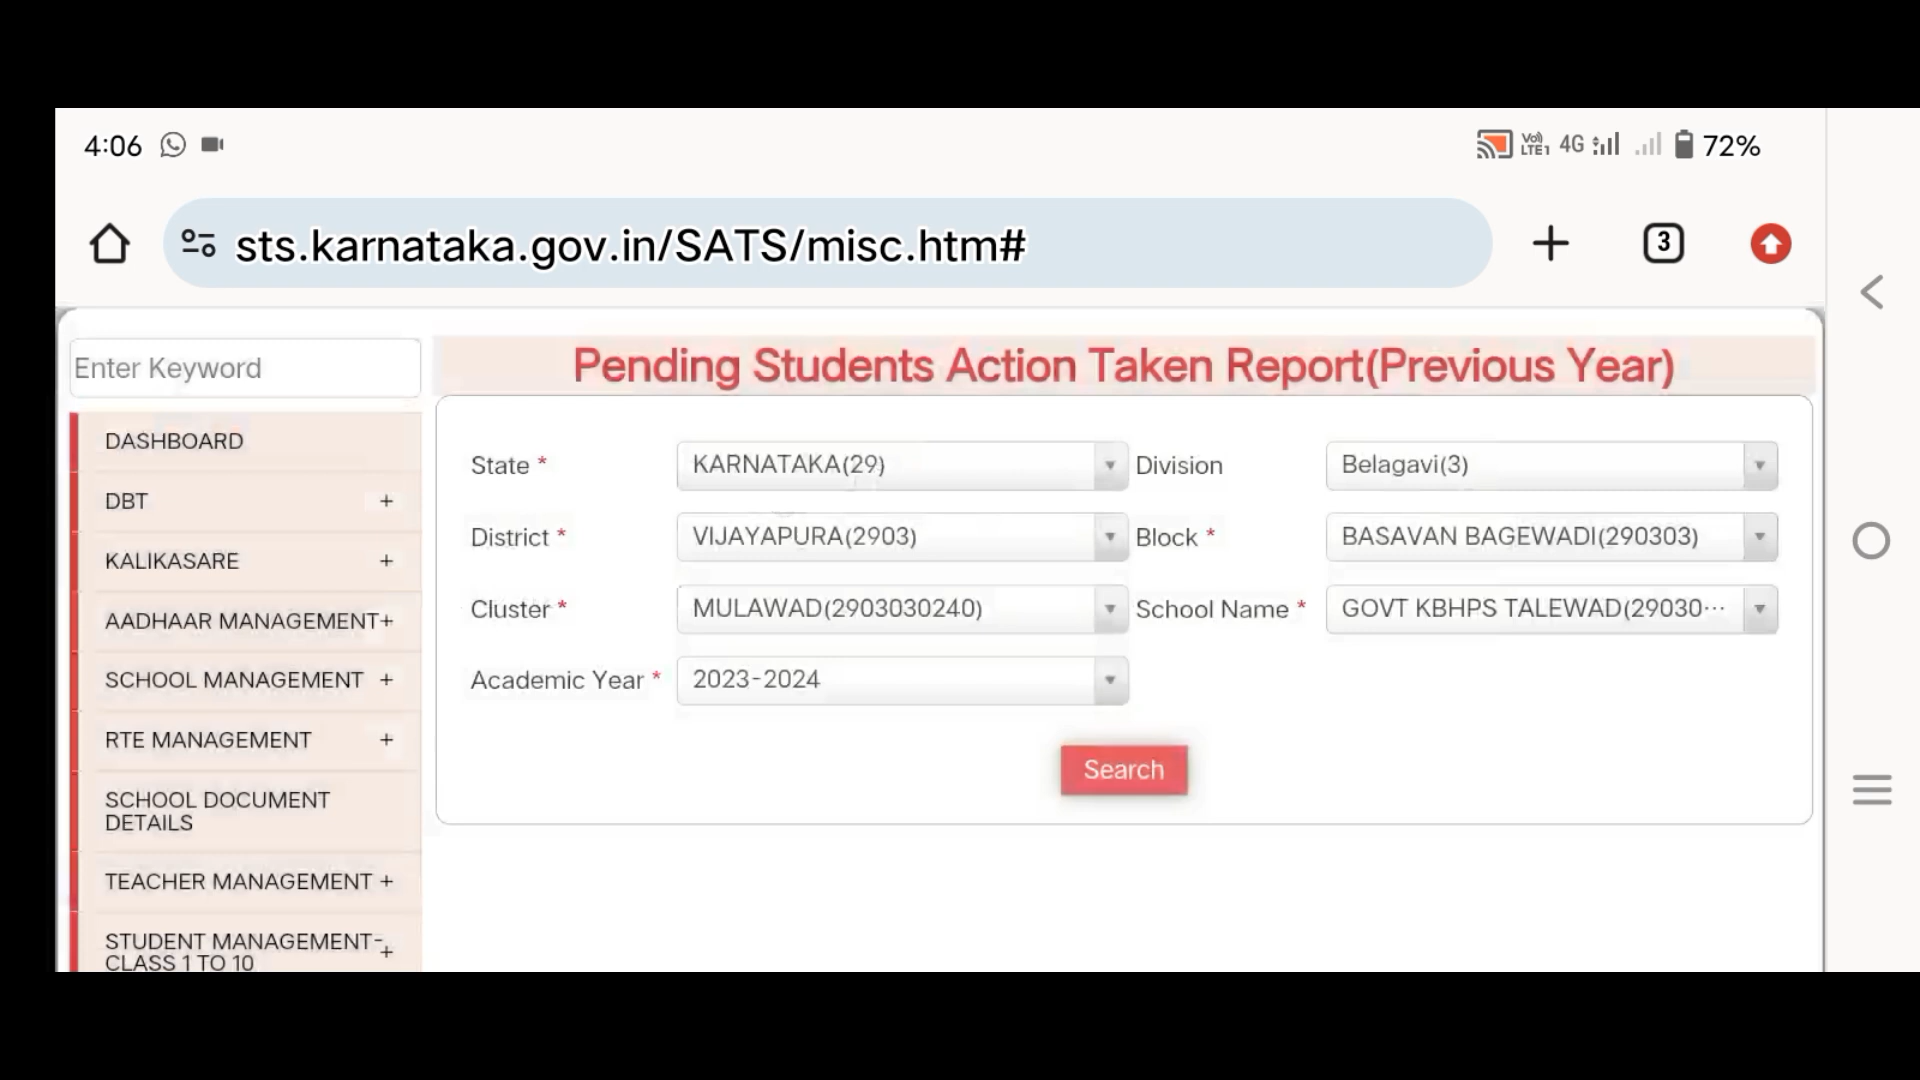 4:06 Vo) LTE1 4G 72%
sts.karnataka.gov.in/SATS/misc.htm# 3
Enter Keyword
Pending Students Action Taken Report(Previous Year)
DASHBOARD
DBT +
KALIKASARE +
AADHAAR MANAGEMENT+
SCHOOL MANAGEMENT +
RTE MANAGEMENT +
SCHOOL DOCUMENT
DETAILS
TEACHER MANAGEMENT +
STUDENT MANAGEMENT- +
CLASS 1 TO 10
State * KARNATAKA(29) Division Belagavi(3)
District * VIJAYAPURA(2903) Block * BASAVAN BAGEWADI(290303)
Cluster * MULAWAD(2903030240) School Name * GOVT KBHPS TALEWAD(29030···
Academic Year * 2023-2024
Search